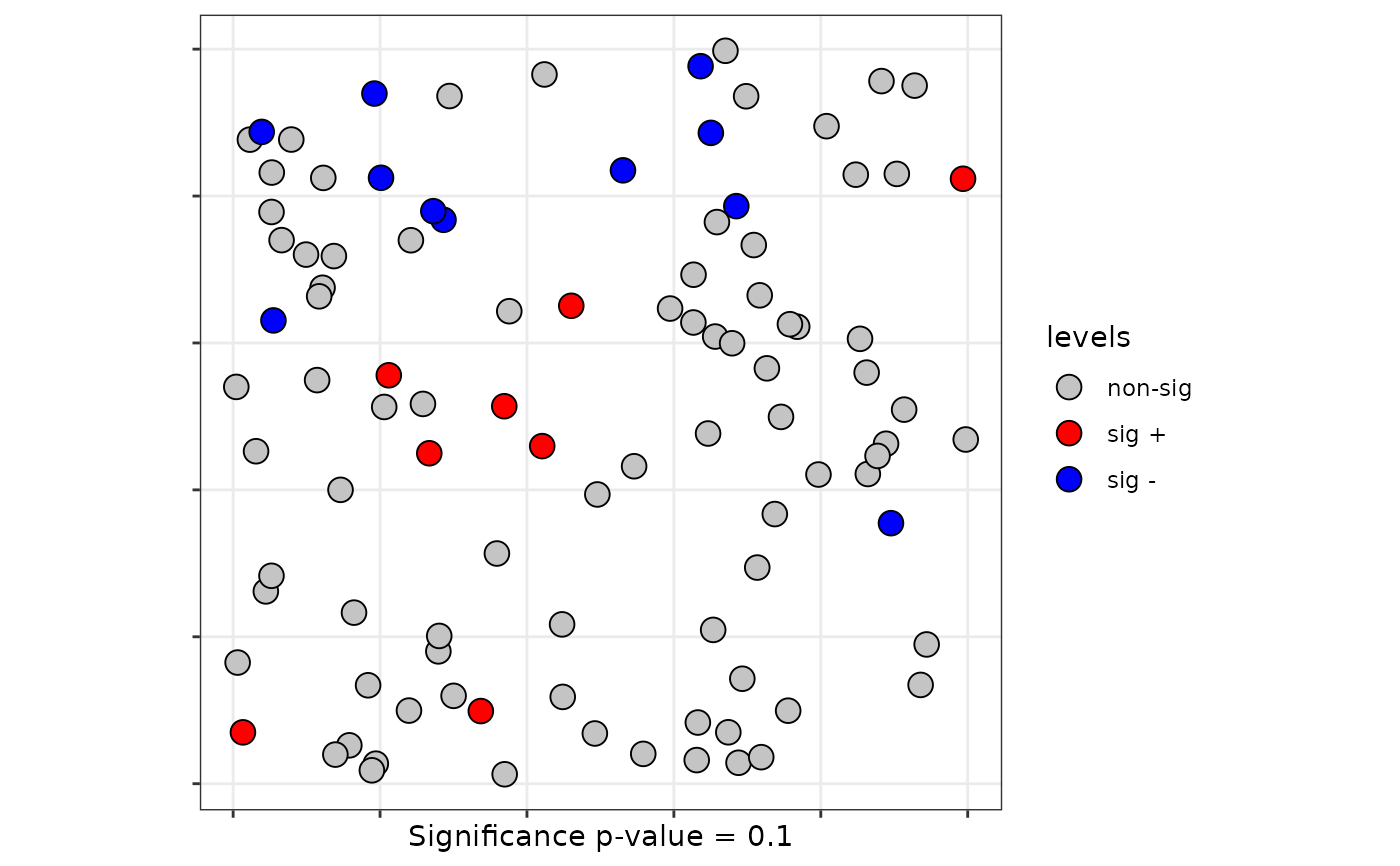 levels
non-sig
sig +
sig -
Significance p-value = 0.1